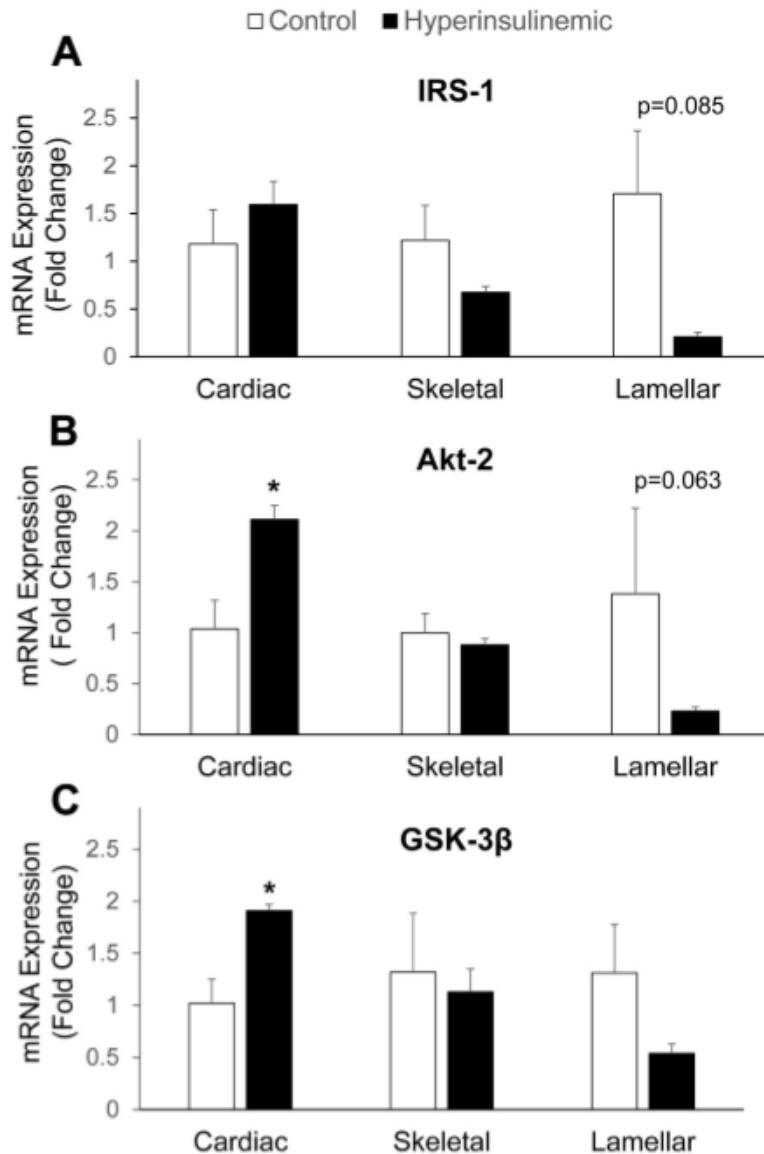 Control Hyperinsulinemic
A
IRS-1
p=0.085
mRNA Expression
(Fold Change)
2.5
2
1.5
1
0.5
0
Cardiac Skeletal Lamellar
B
Akt-2
p=0.063
mRNA Expression
( Fold Change)
2.5
2
1.5
1
0.5
0
*
Cardiac Skeletal Lamellar
C
GSK-3β
mRNA Expression
(Fold Change)
2.5
2
1.5
1
0.5
0
*
Cardiac Skeletal Lamellar